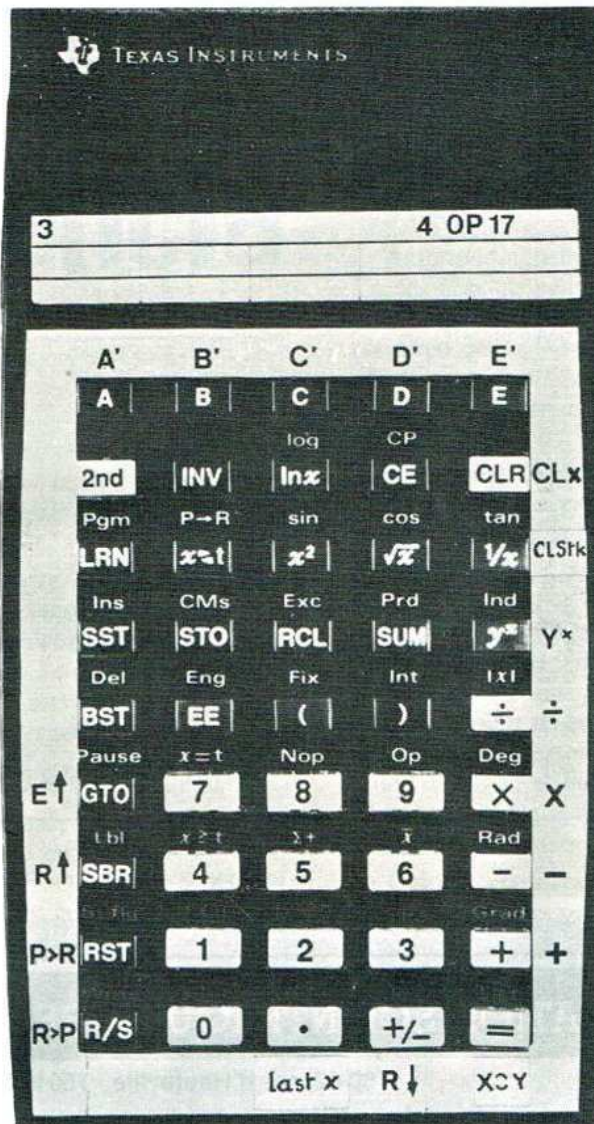 TEXAS INSTRUMENTS
3 4 OP 17
A' B' C' D' E'
A B C D E
log CP
2nd INV lnx CE CLR CLx
Pgm P→R sin cos tan
LRN x⇌t x² √x 1/x CLStk
Ins CMs Exc Prd Ind
SST STO RCL SUM yˣ Yˣ
Del Eng Fix Int |x|
BST EE ( ) ÷ ÷
Pause x=t Nop Op Deg
E↑ GTO 7 8 9 × X
Lbl x≥t Σ+ x̄ Rad
R↑ SBR 4 5 6 − −
Grad
P>R RST 1 2 3 + +
R>P R/S 0 . +/− =
last x R↓ X⊃Y